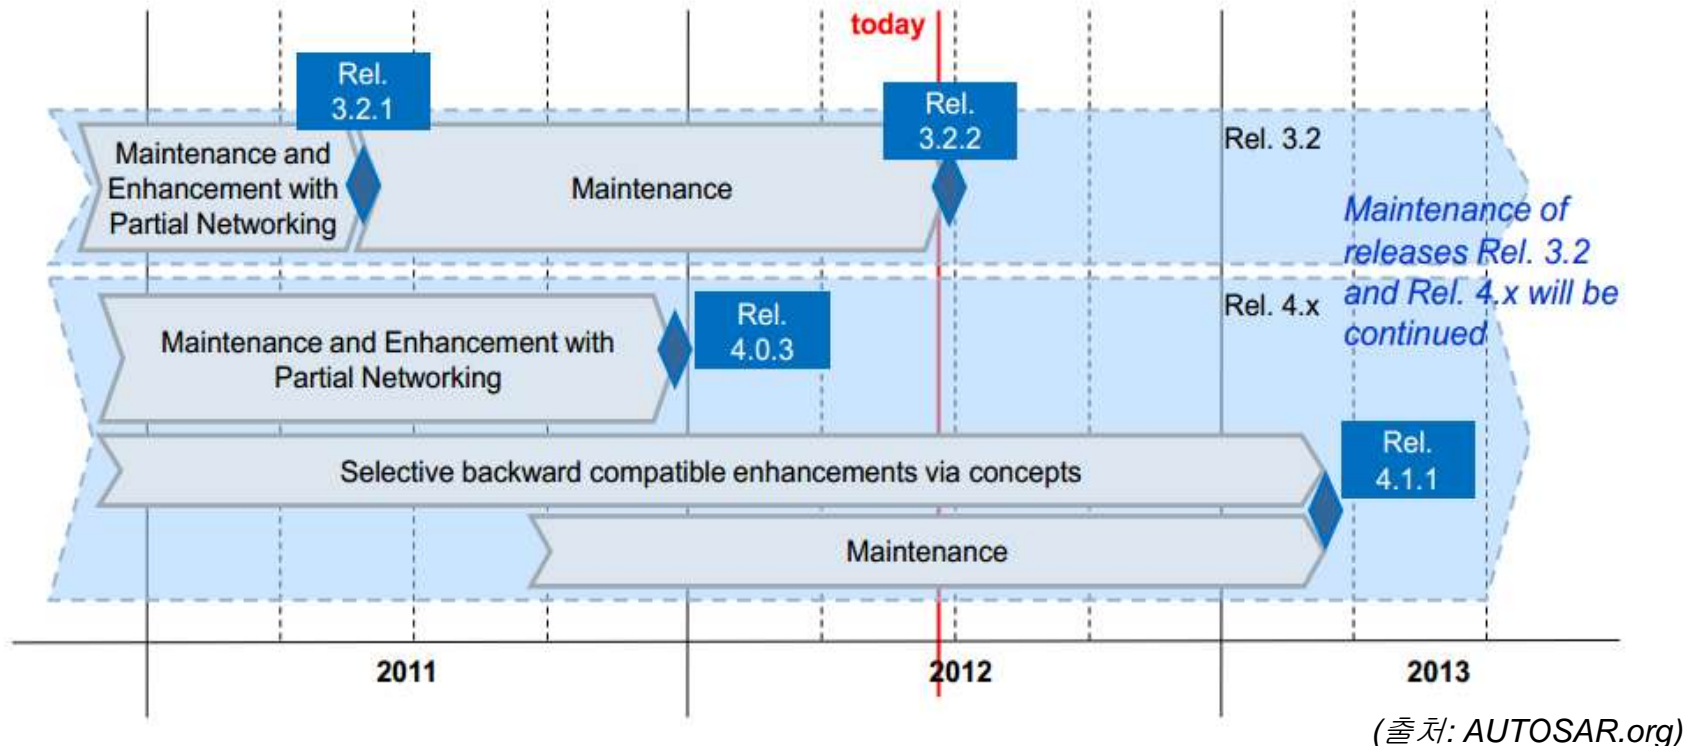 today
Rel.
3.2.1
Rel.
3.2.2
Rel. 3.2
Maintenance and
Enhancement with
Partial Networking
Maintenance
Maintenance of
releases Rel. 3.2
and Rel. 4.x will be
continued
Rel. 4.x
Rel.
4.0.3
Maintenance and Enhancement with
Partial Networking
Rel.
4.1.1
Selective backward compatible enhancements via concepts
Maintenance
2011
2012
2013
(출처: AUTOSAR.org)